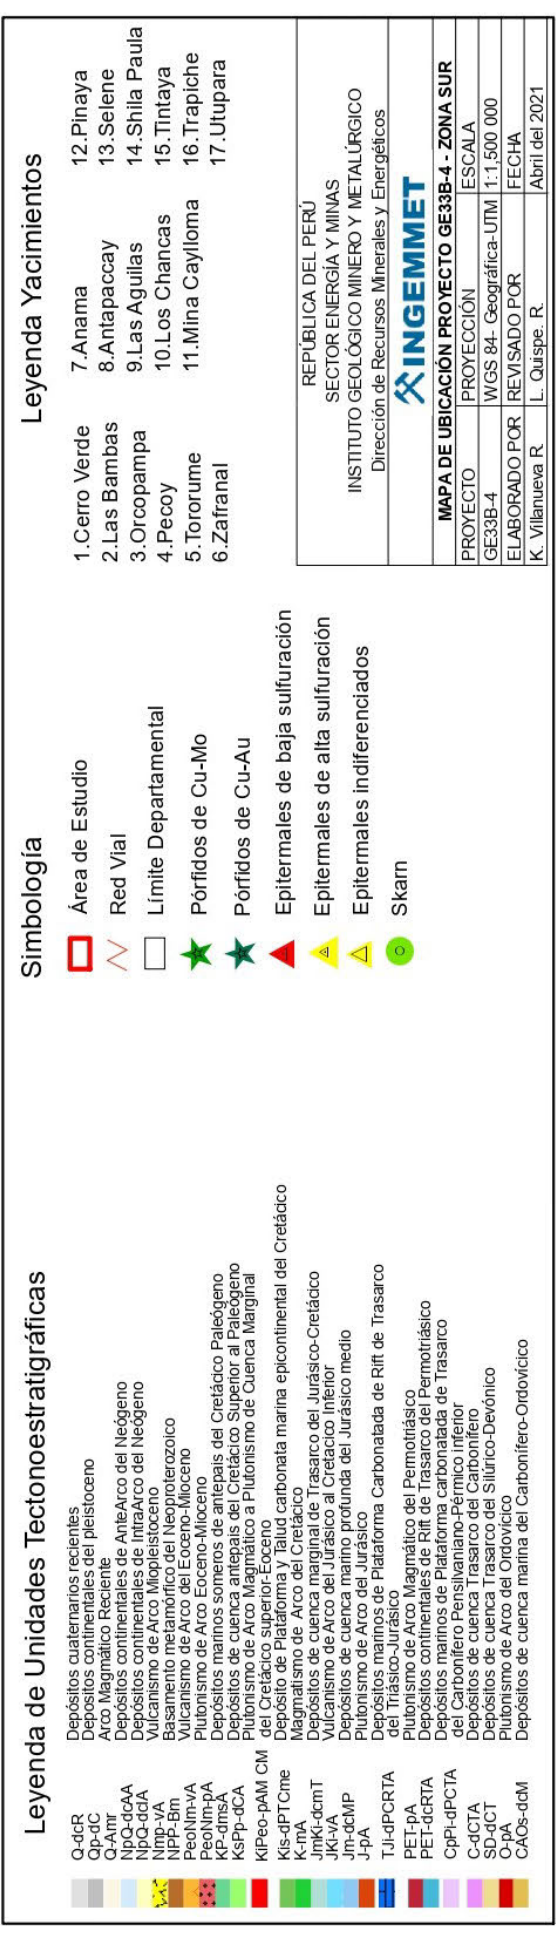 Leyenda de Unidades Tectonoestratigráficas
Q-dcR Depósitos cuaternarios recientes
Qp-dC Depósitos continentales del pleistoceno
Q-Amr Arco Magmático Reciente
NpQ-dcAA Depósitos continentales de AnteArco del Neógeno
NpQ-dcIA Depósitos continentales de IntraArco del Neógeno
Nmp-vA Vulcanismo de Arco Miopleistoceno
NPP-Bm Basamento metamórfico del Neoproterozoico
PeoNm-vA Vulcanismo de Arco del Eoceno-Mioceno
PeoNm-pA Plutonismo de Arco Eoceno-Mioceno
KP-dmsA Depósitos marinos someros de antepais del Cretácico Paleógeno
KsPp-dCA Depósitos de cuenca antepais del Cretácico Superior al Paleógeno
KiPeo-pAM CM Plutonismo de Arco Magmático a Plutonismo de Cuenca Marginal
del Cretácico superior-Eoceno
Kis-dPTCme Depósito de Plataforma y Talud carbonata marina epicontinental del Cretácico
K-mA Magmatismo de Arco del Cretácico
JmKi-dcmT Depósitos de cuenca marginal de Trasarco del Jurásico-Cretácico
JKi-vA Vulcanismo de Arco del Jurásico al Cretacico Inferior
Jm-dcMP Depósitos de cuenca marino profunda del Jurásico medio
J-pA Plutonismo de Arco del Jurásico
TJi-dPCRTA Depósitos marinos de Plataforma Carbonatada de Rift de Trasarco
del Triásico-Jurásico
PET-pA Plutonismo de Arco Magmático del Permotriásico
PET-dcRTA Depósitos continentales de Rift de Trasarco del Permotriásico
CpPi-dPCTA Depósitos marinos de Plataforma carbonatada de Trasarco
del Carbonífero Pensilvaniano-Pérmico inferior
C-dCTA Depósitos de cuenca Trasarco del Carbonífero
SD-dCT Depósitos de cuenca Trasarco del Silúrico-Devónico
O-pA Plutonismo de Arco del Ordovícico
CAOs-dcM Depósitos de cuenca marina del Carbonífero-Ordovícico
Simbología
Área de Estudio
Red Vial
Límite Departamental
Pórfidos de Cu-Mo
Pórfidos de Cu-Au
Epitermales de baja sulfuración
Epitermales de alta sulfuración
Epitermales indiferenciados
Skarn
Leyenda Yacimientos
1.Cerro Verde
2.Las Bambas
3.Orcopampa
4.Pecoy
5.Tororume
6.Zafranal
7.Anama
8.Antapaccay
9.Las Aguilas
10.Los Chancas
11.Mina Caylloma
12.Pinaya
13.Selene
14.Shila Paula
15.Tintaya
16.Trapiche
17.Utupara
REPÚBLICA DEL PERÚ
SECTOR ENERGÍA Y MINAS
INSTITUTO GEOLÓGICO MINERO Y METALÚRGICO
Dirección de Recursos Minerales y Energéticos
INGEMMET
MAPA DE UBICACIÓN PROYECTO GE33B-4 - ZONA SUR
PROYECTO PROYECCIÓN ESCALA
GE33B-4 WGS 84- Geográfica-UTM 1:1,500 000
ELABORADO POR REVISADO POR FECHA
K. Villanueva R. L. Quispe. R. Abril del 2021